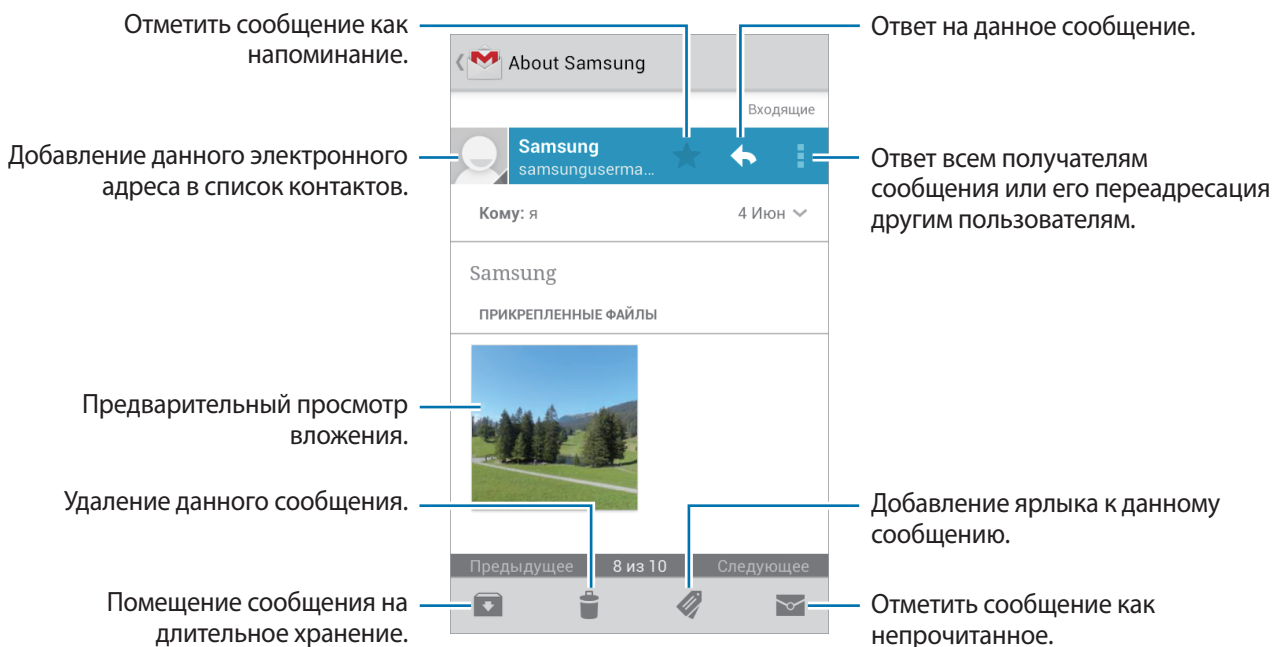 Отметить сообщение как
напоминание.
Ответ на данное сообщение.
About Samsung
Входящие
Добавление данного электронного
адреса в список контактов.
Samsung
samsunguserma...
Ответ всем получателям
сообщения или его переадресация
другим пользователям.
Кому: я
4 Июн
Samsung
ПРИКРЕПЛЕННЫЕ ФАЙЛЫ
Предварительный просмотр
вложения.
Удаление данного сообщения.
Добавление ярлыка к данному
сообщению.
Предыдущее 8 из 10 Следующее
Помещение сообщения на
длительное хранение.
Отметить сообщение как
непрочитанное.